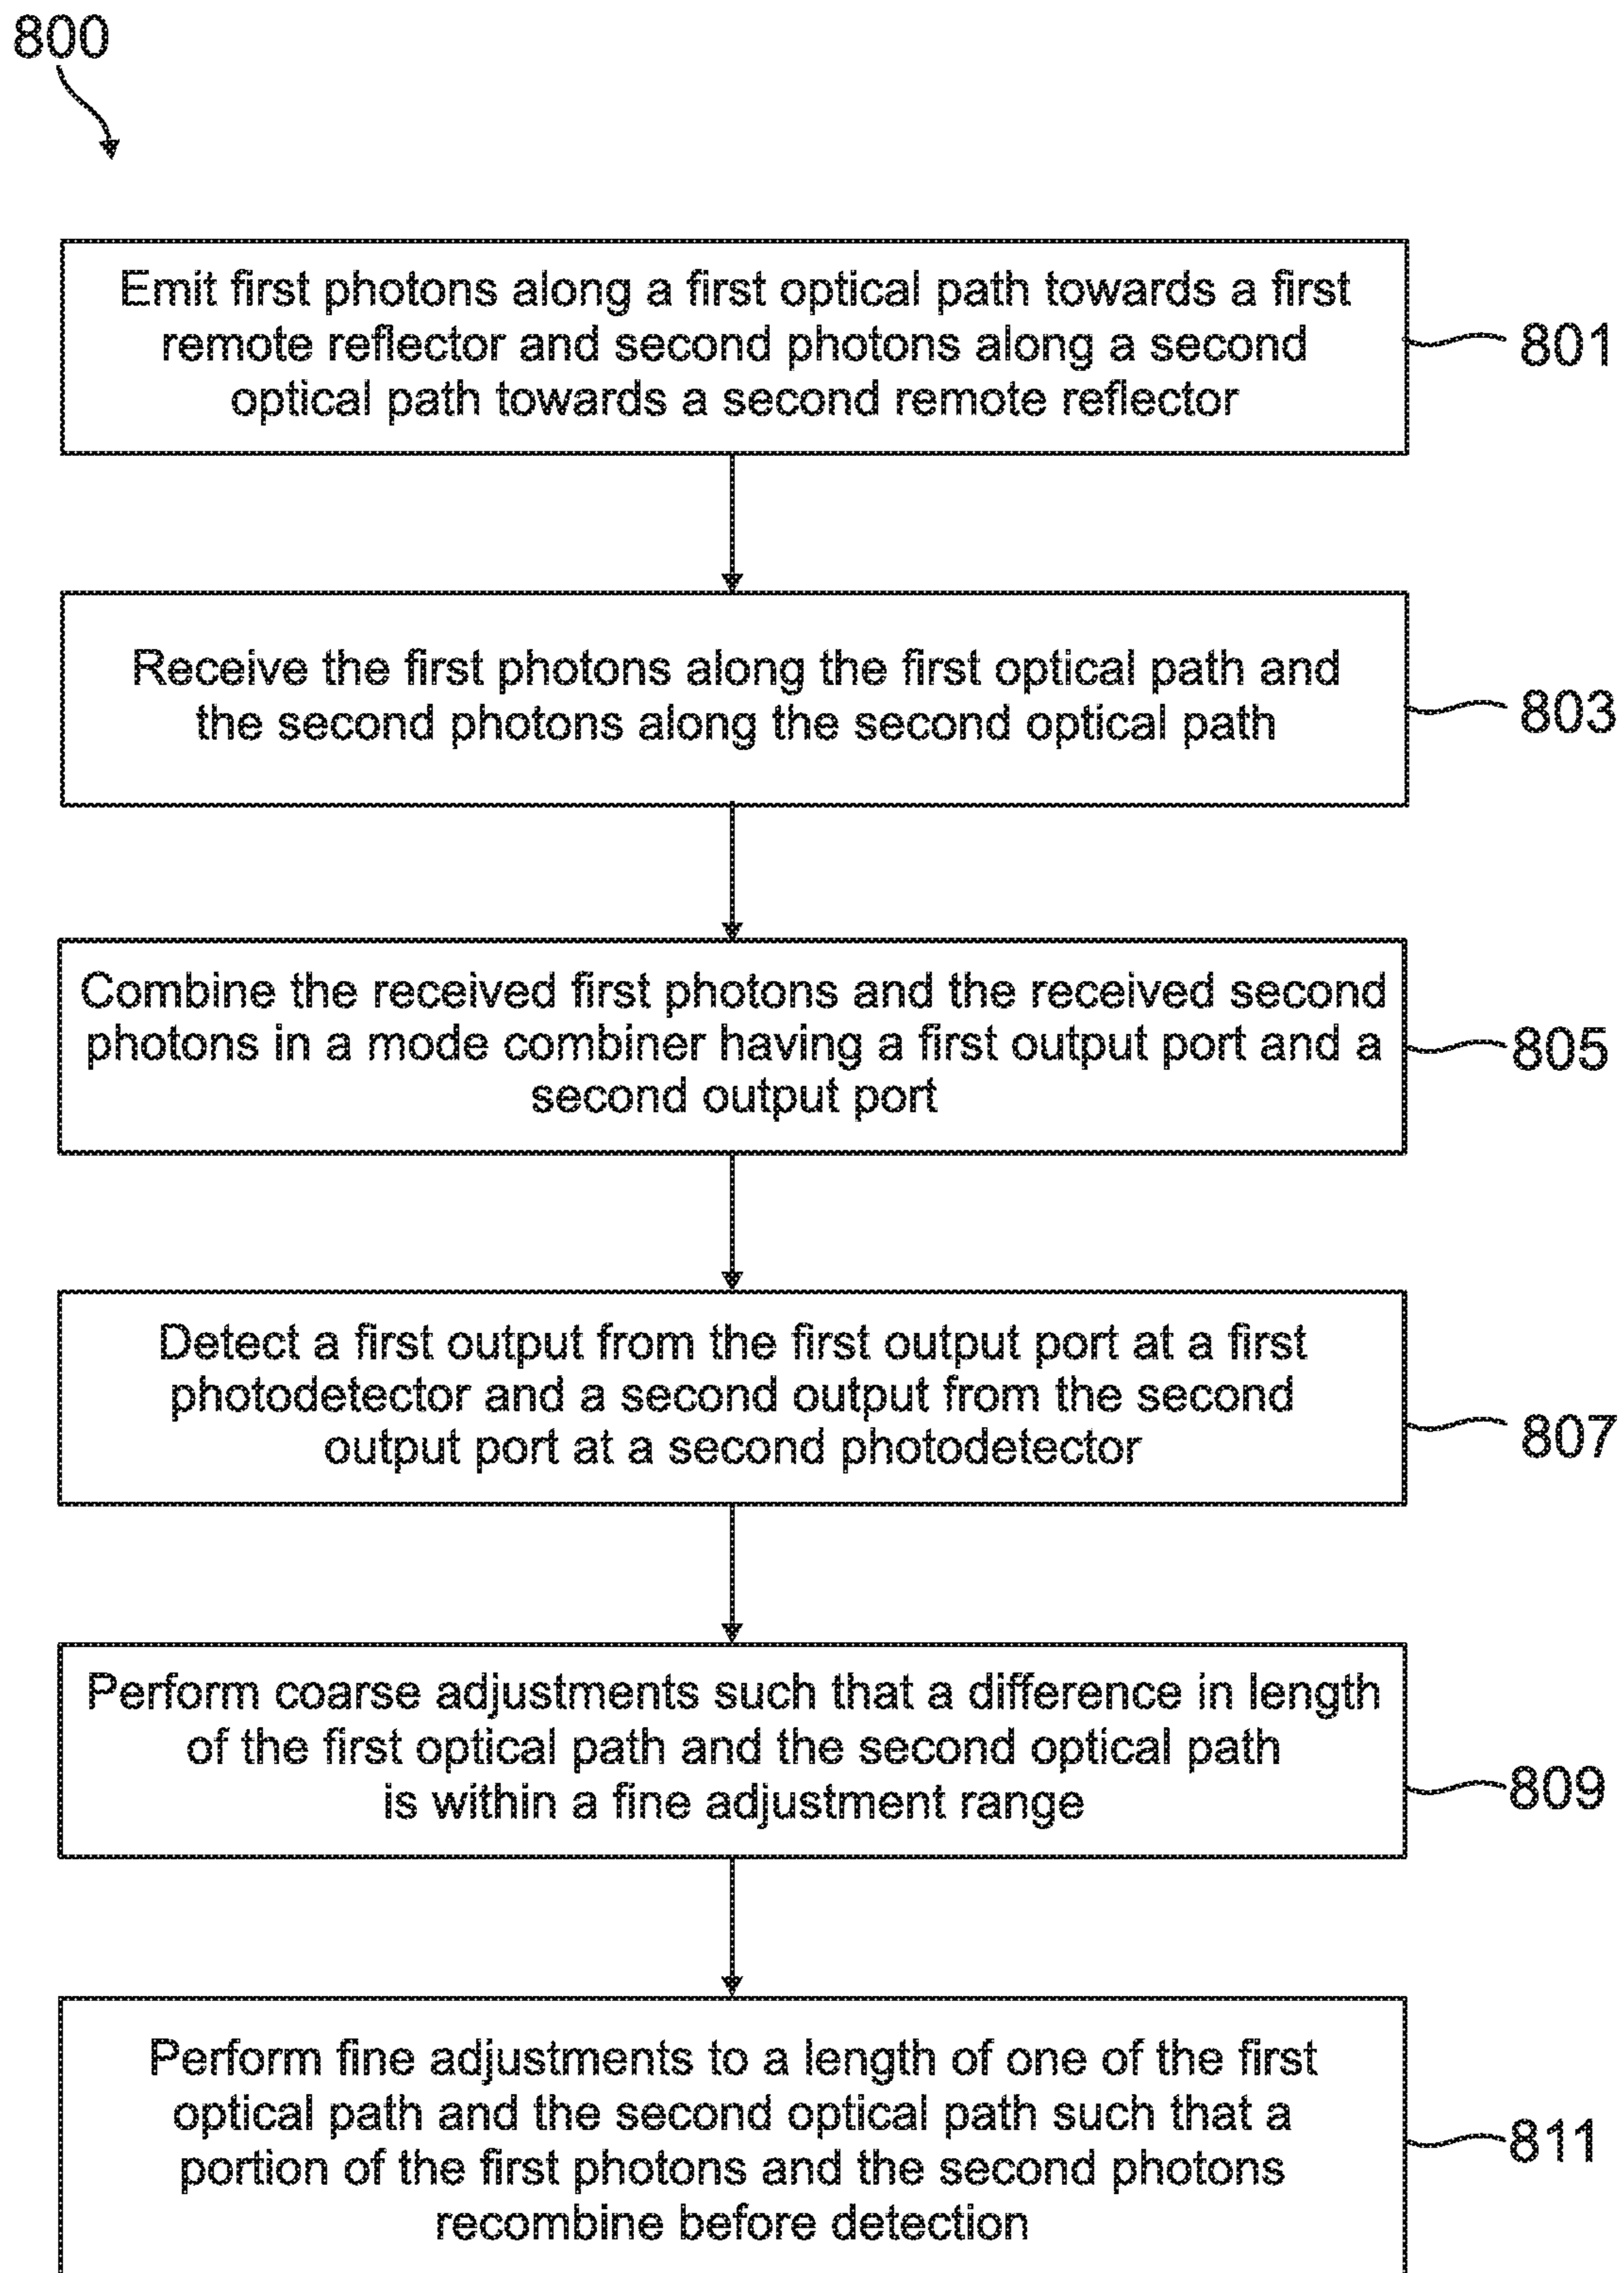 800
Emit first photons along a first optical path towards a first
remote reflector and second photons along a second
optical path towards a second remote reflector
801
Receive the first photons along the first optical path and
the second photons along the second optical path
803
Combine the received first photons and the received second
photons in a mode combiner having a first output port and a
second output port
805
Detect a first output from the first output port at a first
photodetector and a second output from the second
output port at a second photodetector
807
Perform coarse adjustments such that a difference in length
of the first optical path and the second optical path
is within a fine adjustment range
809
Perform fine adjustments to a length of one of the first
optical path and the second optical path such that a
portion of the first photons and the second photons
recombine before detection
811